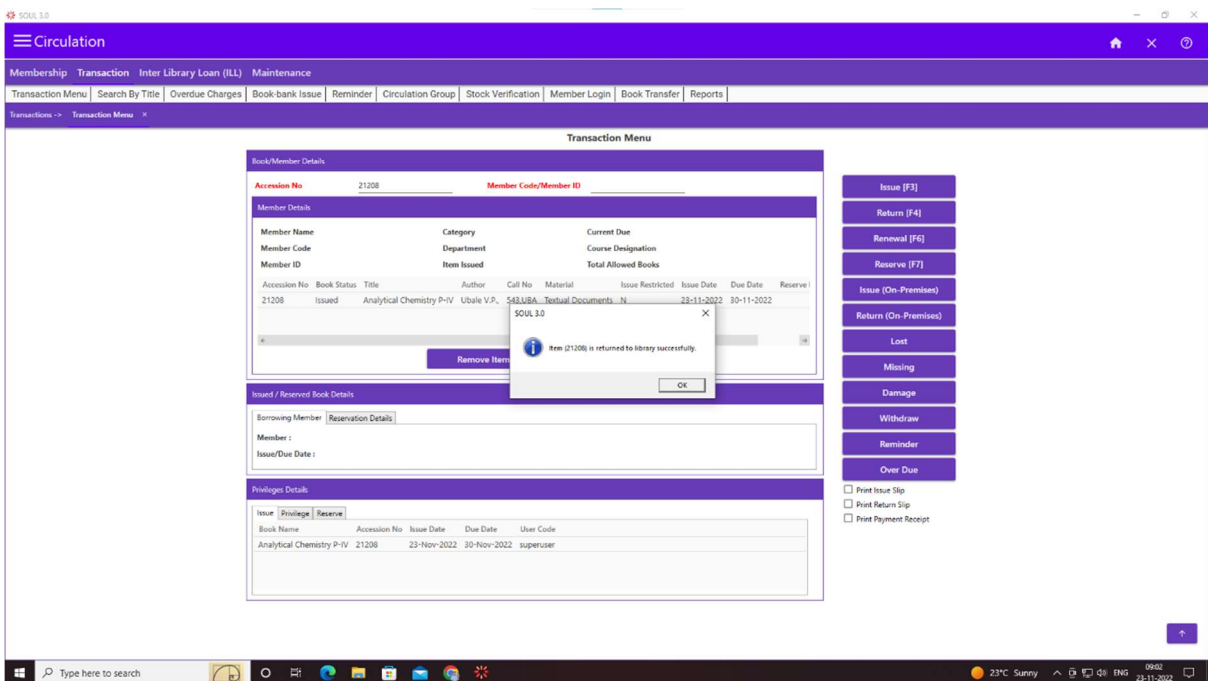 SOUL 3.0
Circulation
Membership Transaction Inter Library Loan (ILL) Maintenance
Transaction Menu Search By Title Overdue Charges Book-bank Issue Reminder Circulation Group Stock Verification Member Login Book Transfer Reports
Transactions -> Transaction Menu ×
Transaction Menu
Book/Member Details
Accession No 21208 Member Code/Member ID
Member Details
Member Name Category Current Due
Member Code Department Course Designation
Member ID Item Issued Total Allowed Books
Accession No Book Status Title Author Call No Material Issue Restricted Issue Date Due Date Reserve
21208 Issued Analytical Chemistry P-IV Ubale V.P., 543,UBA Textual Documents N 23-11-2022 30-11-2022
SOUL 3.0
Item (21208) is returned to library successfully.
OK
Remove Item
Issued / Reserved Book Details
Borrowing Member Reservation Details
Member :
Issue/Due Date :
Privileges Details
Issue Privilege Reserve
Book Name Accession No Issue Date Due Date User Code
Analytical Chemistry P-IV 21208 23-Nov-2022 30-Nov-2022 superuser
Issue [F3]
Return [F4]
Renewal [F6]
Reserve [F7]
Issue (On-Premises)
Return (On-Premises)
Lost
Missing
Damage
Withdraw
Reminder
Over Due
Print Issue Slip
Print Return Slip
Print Payment Receipt
Type here to search
23°C Sunny ENG 09:02
23-11-2022